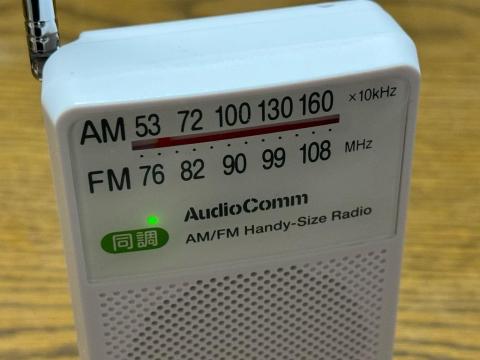 AM 53 72 100 130 160 ×10kHz
FM 76 82 90 99 108 MHz
AudioComm
同調 AM/FM Handy-Size Radio